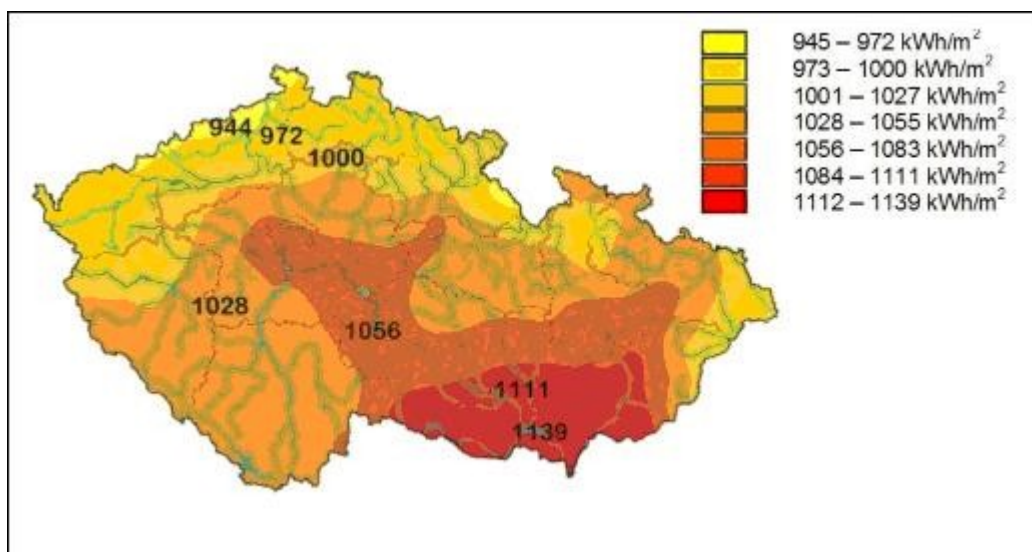 945 – 972 kWh/m²
973 – 1000 kWh/m²
1001 – 1027 kWh/m²
1028 – 1055 kWh/m²
1056 – 1083 kWh/m²
1084 – 1111 kWh/m²
1112 – 1139 kWh/m²
944
972
1000
1028
1056
1111
1139